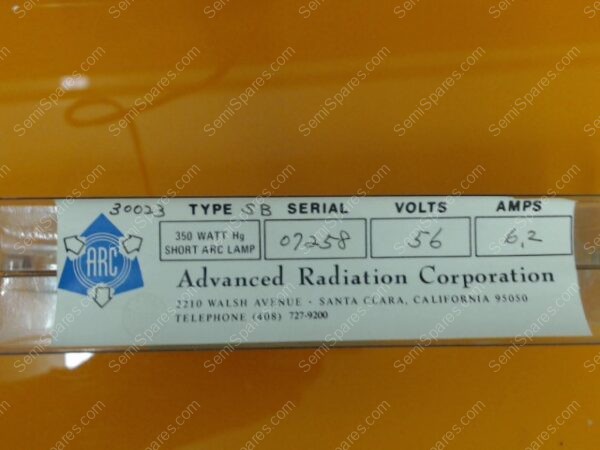 30023 TYPE 5B SERIAL VOLTS AMPS
350 WATT Hg
SHORT ARC LAMP 07258 56 6.2
ARC
Advanced Radiation Corporation
2210 WALSH AVENUE · SANTA CLARA, CALIFORNIA 95050
TELEPHONE (408) 727-9200
SemiSpares.com